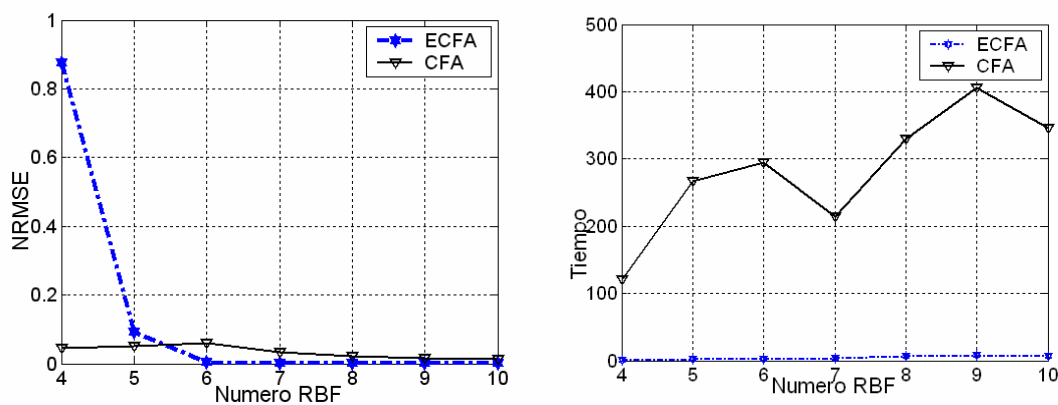 1
0.8
0.6
0.4
0.2
0
NRMSE
4 5 6 7 8 9 10
Numero RBF
ECFA
CFA
500
400
300
200
100
0
Tiempo
4 5 6 7 8 9 10
Numero RBF
ECFA
CFA